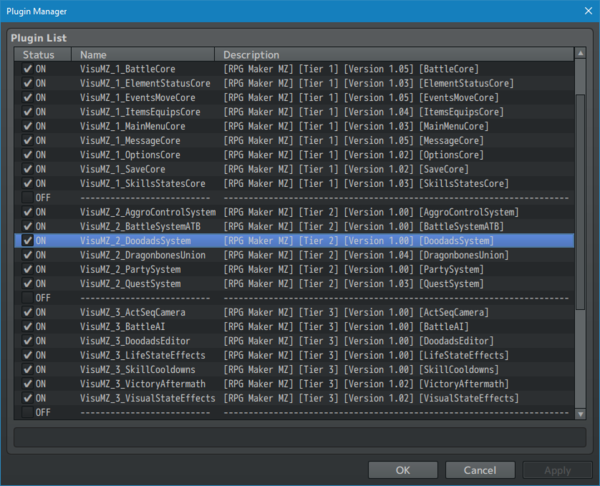 Plugin Manager
Plugin List
Status Name Description
ON VisuMZ_1_BattleCore [RPG Maker MZ] [Tier 1] [Version 1.05] [BattleCore]
ON VisuMZ_1_ElementStatusCore [RPG Maker MZ] [Tier 1] [Version 1.03] [ElementStatusCore]
ON VisuMZ_1_EventsMoveCore [RPG Maker MZ] [Tier 1] [Version 1.05] [EventsMoveCore]
ON VisuMZ_1_ItemsEquipsCore [RPG Maker MZ] [Tier 1] [Version 1.04] [ItemsEquipsCore]
ON VisuMZ_1_MainMenuCore [RPG Maker MZ] [Tier 1] [Version 1.03] [MainMenuCore]
ON VisuMZ_1_MessageCore [RPG Maker MZ] [Tier 1] [Version 1.05] [MessageCore]
ON VisuMZ_1_OptionsCore [RPG Maker MZ] [Tier 1] [Version 1.02] [OptionsCore]
ON VisuMZ_1_SaveCore [RPG Maker MZ] [Tier 1] [Version 1.02] [SaveCore]
ON VisuMZ_1_SkillsStatesCore [RPG Maker MZ] [Tier 1] [Version 1.03] [SkillsStatesCore]
OFF ------------------------- -----------------------------------------------------------------
ON VisuMZ_2_AggroControlSystem [RPG Maker MZ] [Tier 2] [Version 1.00] [AggroControlSystem]
ON VisuMZ_2_BattleSystemATB [RPG Maker MZ] [Tier 2] [Version 1.00] [BattleSystemATB]
ON VisuMZ_2_DoodadsSystem [RPG Maker MZ] [Tier 2] [Version 1.00] [DoodadsSystem]
ON VisuMZ_2_DragonbonesUnion [RPG Maker MZ] [Tier 2] [Version 1.04] [DragonbonesUnion]
ON VisuMZ_2_PartySystem [RPG Maker MZ] [Tier 2] [Version 1.00] [PartySystem]
ON VisuMZ_2_QuestSystem [RPG Maker MZ] [Tier 2] [Version 1.03] [QuestSystem]
OFF ------------------------- -----------------------------------------------------------------
ON VisuMZ_3_ActSeqCamera [RPG Maker MZ] [Tier 3] [Version 1.00] [ActSeqCamera]
ON VisuMZ_3_BattleAI [RPG Maker MZ] [Tier 3] [Version 1.00] [BattleAI]
ON VisuMZ_3_DoodadsEditor [RPG Maker MZ] [Tier 3] [Version 1.00] [DoodadsEditor]
ON VisuMZ_3_LifeStateEffects [RPG Maker MZ] [Tier 3] [Version 1.00] [LifeStateEffects]
ON VisuMZ_3_SkillCooldowns [RPG Maker MZ] [Tier 3] [Version 1.00] [SkillCooldowns]
ON VisuMZ_3_VictoryAftermath [RPG Maker MZ] [Tier 3] [Version 1.02] [VictoryAftermath]
ON VisuMZ_3_VisualStateEffects [RPG Maker MZ] [Tier 3] [Version 1.02] [VisualStateEffects]
OFF ------------------------- -----------------------------------------------------------------
OK Cancel Apply